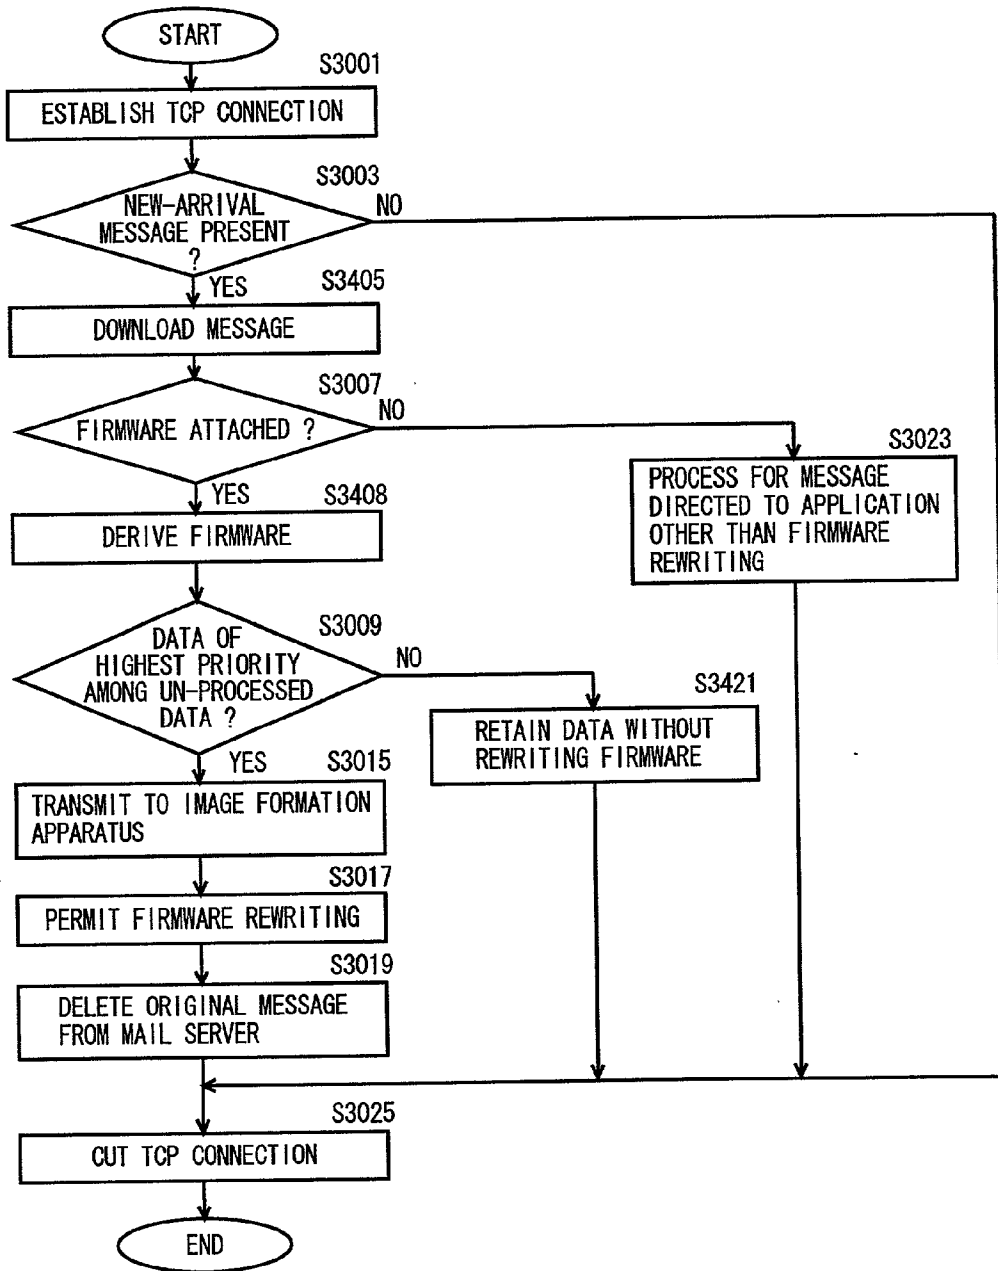 START
S3001
ESTABLISH TCP CONNECTION
S3003
NEW-ARRIVAL
MESSAGE PRESENT
?
NO
YES
S3405
DOWNLOAD MESSAGE
S3007
FIRMWARE ATTACHED ?
NO
S3023
PROCESS FOR MESSAGE
DIRECTED TO APPLICATION
OTHER THAN FIRMWARE
REWRITING
YES
S3408
DERIVE FIRMWARE
S3009
DATA OF
HIGHEST PRIORITY
AMONG UN-PROCESSED
DATA ?
NO
S3421
RETAIN DATA WITHOUT
REWRITING FIRMWARE
YES
S3015
TRANSMIT TO IMAGE FORMATION
APPARATUS
S3017
PERMIT FIRMWARE REWRITING
S3019
DELETE ORIGINAL MESSAGE
FROM MAIL SERVER
S3025
CUT TCP CONNECTION
END